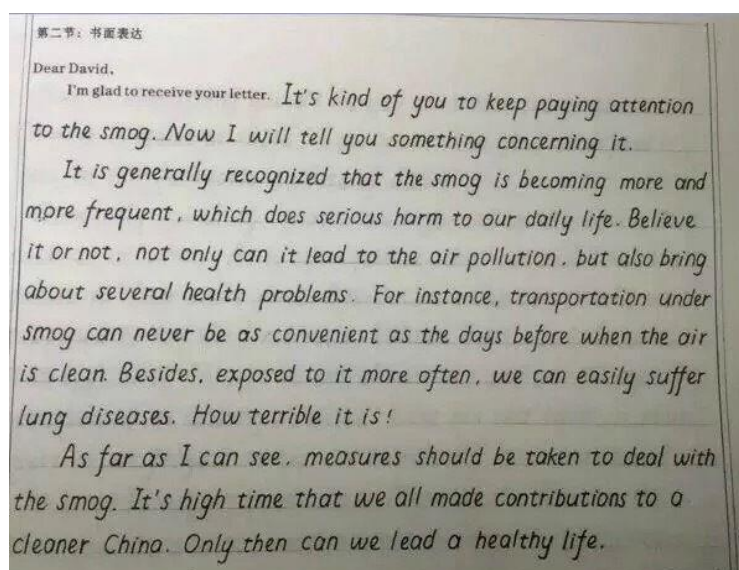 第二节：书面表达
Dear David,
I'm glad to receive your letter. It's kind of you to keep paying attention
to the smog. Now I will tell you something concerning it.
It is generally recognized that the smog is becoming more and
more frequent, which does serious harm to our daily life. Believe
it or not, not only can it lead to the air pollution, but also bring
about several health problems. For instance, transportation under
smog can never be as convenient as the days before when the air
is clean. Besides, exposed to it more often, we can easily suffer
lung diseases. How terrible it is!
As far as I can see, measures should be taken to deal with
the smog. It's high time that we all made contributions to a
cleaner China. Only then can we lead a healthy life.